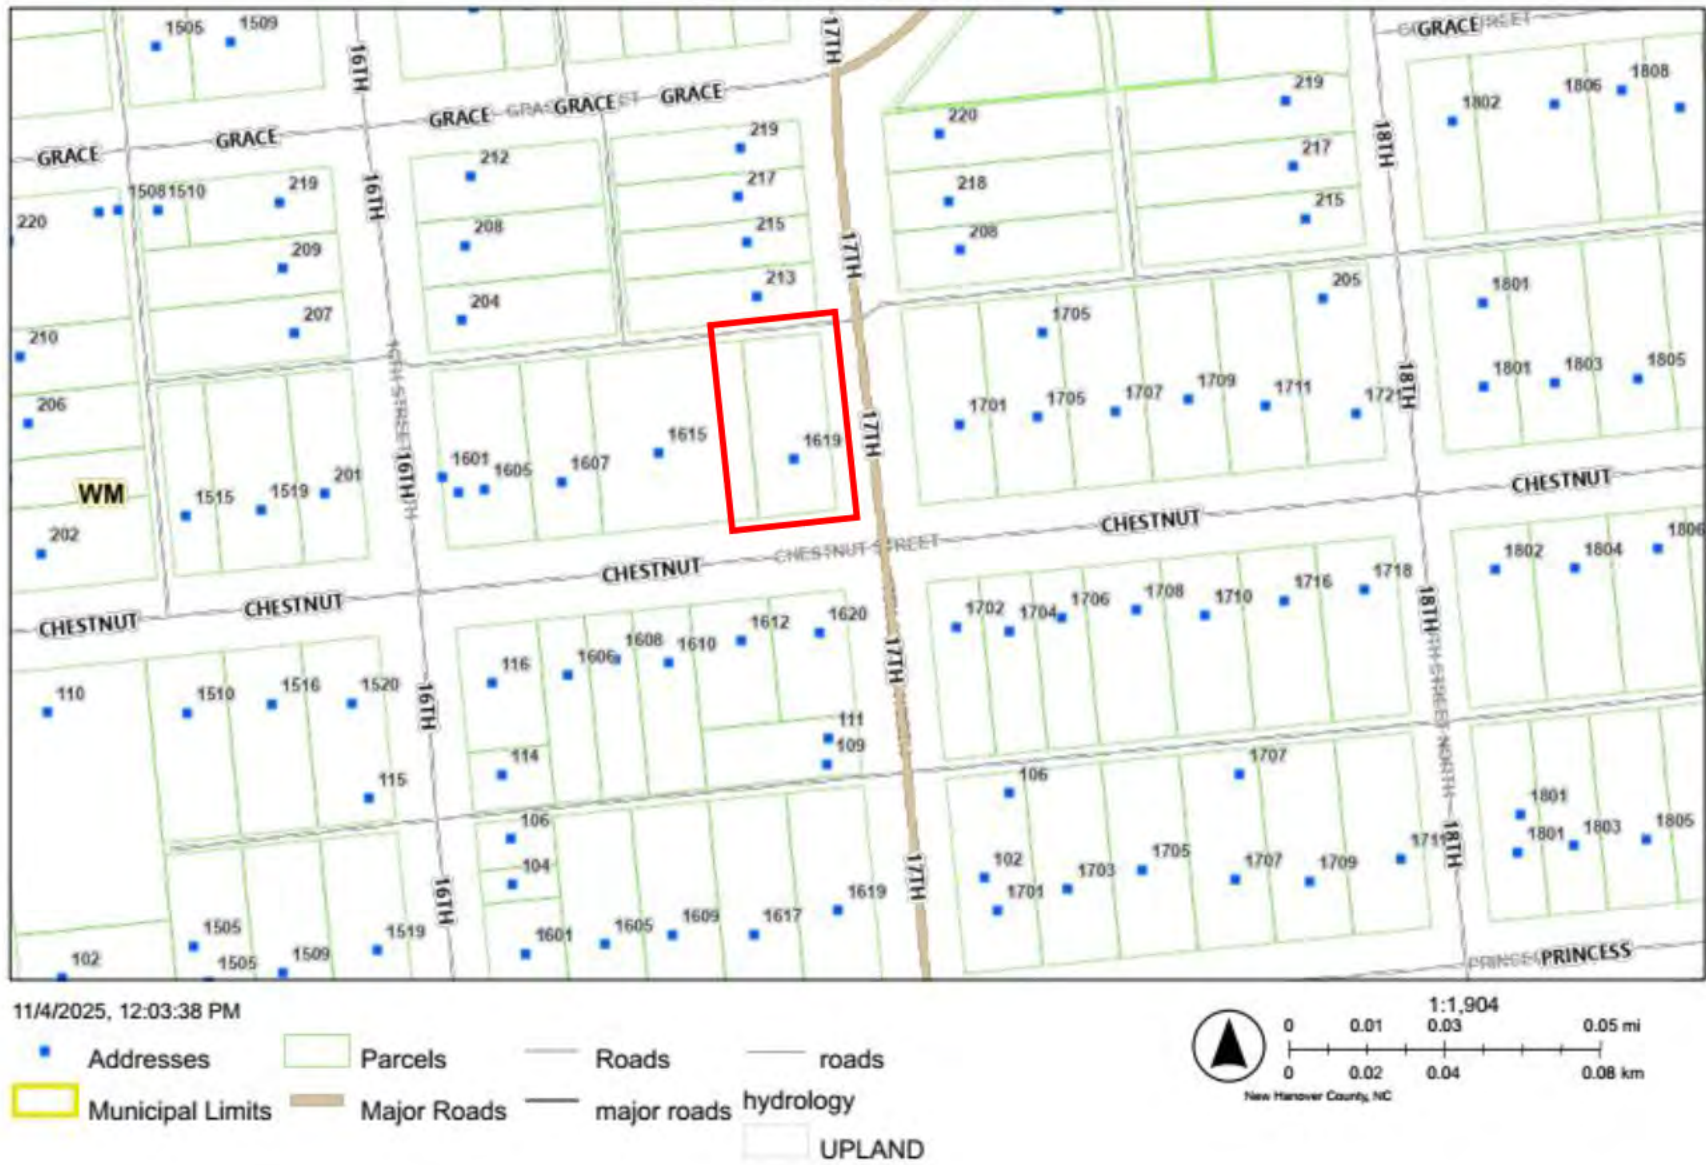 1505 1509 16TH 17TH GRACE
GRACE GRACE GRACE GRACE GRACE
219 1806 1808
1802
220 219 18TH
212 219 217
1508 1510 219 16TH 217 218 215
220 209 208 215 17TH 208
207 204 213 205 1801
210 1705
206 1701 1705 1707 1709 1711 1721 18TH 1801 1803 1805
16TH 1601 1605 1607 1615 1619 17TH
WM 1515 1519 201
202 CHESTNUT STREET CHESTNUT CHESTNUT
CHESTNUT CHESTNUT CHESTNUT
1702 1704 1706 1708 1710 1716 1718 18TH 1802 1804 1806
116 1606 1608 1610 1612 1620 17TH
110 1510 1516 1520 16TH
111
109
114 115 106 1707
106 1801
104 102 1701 1703 1705 1707 1709 1711 18TH 1801 1803 1805
16TH 17TH
1505 1509 1519 1601 1605 1609 1617 1619
102 1505 PRINCESS
11/4/2025, 12:03:38 PM
1:1,904
0 0.01 0.03 0.05 mi
0 0.02 0.04 0.08 km
New Hanover County, NC
Addresses Parcels Roads roads
Municipal Limits Major Roads major roads hydrology
UPLAND